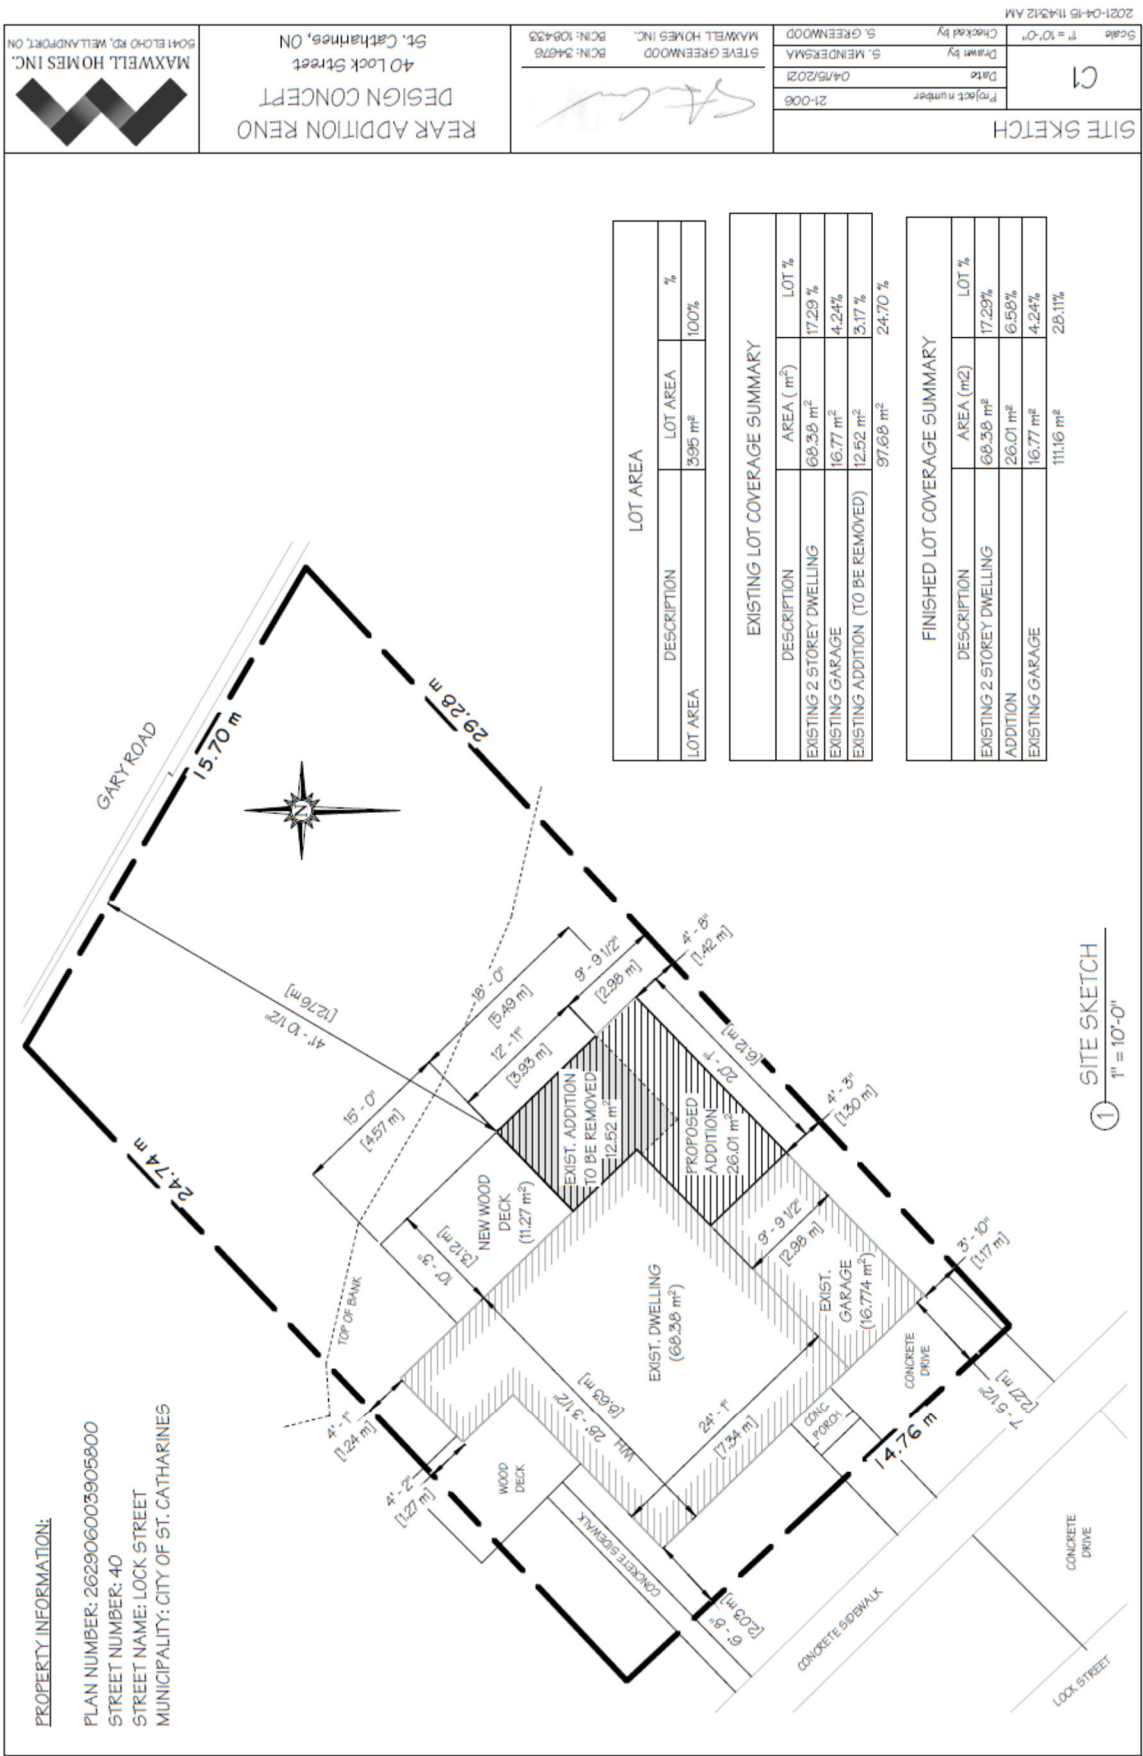 PROPERTY INFORMATION:
PLAN NUMBER: 262906003905800
STREET NUMBER: 40
STREET NAME: LOCK STREET
MUNICIPALITY: CITY OF ST. CATHARINES
GARY ROAD
15.70 m
24.74 m
29.28 m
14.76 m
N
41' - 10 1/2"
[12.76 m]
TOP OF BANK
15' - 0"
[4.57 m]
18' - 0"
[5.49 m]
12' - 11"
[3.93 m]
9' - 9 1/2"
[2.98 m]
4' - 8"
[1.42 m]
20' - 1"
[6.12 m]
4' - 3"
[1.30 m]
10' - 3"
[3.12 m]
NEW WOOD
DECK
(11.27 m²)
EXIST. ADDITION
TO BE REMOVED
12.52 m²
PROPOSED
ADDITION
26.01 m²
9' - 9 1/2"
[2.98 m]
EXIST.
GARAGE
(16.774 m²)
3' - 10"
[1.17 m]
EXIST. DWELLING
(68.38 m²)
28' - 3 1/2"
[8.63 m]
WH
24' - 1"
[7.34 m]
4' - 1"
[1.24 m]
4' - 2"
[1.27 m]
WOOD
DECK
CONCRETE SIDEWALK
6' - 8"
[2.03 m]
CONC.
PORCH
CONCRETE
DRIVE
7' - 5 1/2"
[2.27 m]
CONCRETE SIDEWALK
CONCRETE
DRIVE
LOCK STREET
1 SITE SKETCH
1" = 10'-0"
LOT AREA
DESCRIPTION LOT AREA %
LOT AREA 395 m² 100%
EXISTING LOT COVERAGE SUMMARY
DESCRIPTION AREA ( m²) LOT %
EXISTING 2 STOREY DWELLING 68.38 m² 17.29 %
EXISTING GARAGE 16.77 m² 4.24%
EXISTING ADDITION (TO BE REMOVED) 12.52 m² 3.17 %
97.68 m² 24.70 %
FINISHED LOT COVERAGE SUMMARY
DESCRIPTION AREA (m2) LOT %
EXISTING 2 STOREY DWELLING 68.38 m² 17.29%
ADDITION 26.01 m² 6.58%
EXISTING GARAGE 16.77 m² 4.24%
111.16 m² 28.11%
SITE SKETCH
Project number 21-006
Date 04/15/2021
Drawn by S. MENDERSMA
Checked by S. GREENWOOD
C1
Scale 1" = 10'-0"
STEVE GREENWOOD BCIN: 34676
MAXWELL HOMES INC. BCIN: 108433
REAR ADDITION RENO
DESIGN CONCEPT
40 Lock Street
St. Catharines, ON
MAXWELL HOMES INC.
5041 ELCHO RD, WELLANDPORT, ON
2021-04-15 11:43:12 AM